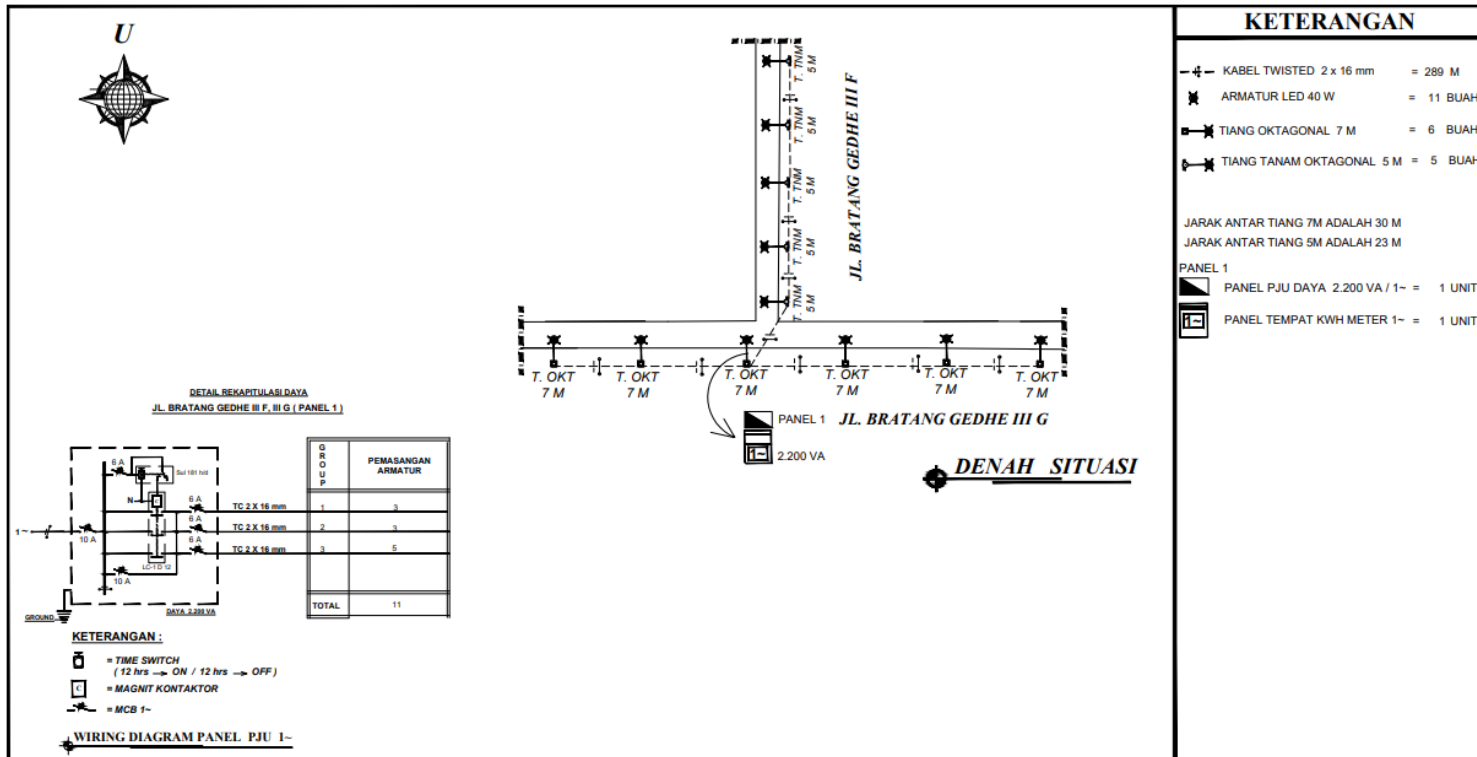 U
KETERANGAN
KABEL TWISTED 2 x 16 mm = 289 M
ARMATUR LED 40 W = 11 BUAH
TIANG OKTAGONAL 7 M = 6 BUAH
TIANG TANAM OKTAGONAL 5 M = 5 BUAH
JARAK ANTAR TIANG 7M ADALAH 30 M
JARAK ANTAR TIANG 5M ADALAH 23 M
PANEL 1
PANEL PJU DAYA 2.200 VA / 1~ = 1 UNIT
1~ PANEL TEMPAT KWH METER 1~ = 1 UNIT
T. TNM
5 M
T. TNM
5 M
T. TNM
5 M
T. TNM
5 M
T. TNM
5 M
JL. BRATANG GEDHE III F
T. OKT
7 M
T. OKT
7 M
T. OKT
7 M
T. OKT
7 M
T. OKT
7 M
T. OKT
7 M
PANEL 1
JL. BRATANG GEDHE III G
1~ 2.200 VA
DENAH SITUASI
DETAIL REKAPITULASI DAYA
JL. BRATANG GEDHE III F, III G ( PANEL 1 )
6 A
Sul 181 h/d
N
C
6 A
TC 2 X 16 mm
6 A
TC 2 X 16 mm
6 A
TC 2 X 16 mm
1~
10 A
LC-1 D 12
10 A
GROUND
DAYA 2.200 VA
GROUP PEMASANGAN ARMATUR
1 3
2 3
3 5
TOTAL 11
KETERANGAN :
= TIME SWITCH
( 12 hrs → ON / 12 hrs → OFF )
C = MAGNIT KONTAKTOR
= MCB 1~
WIRING DIAGRAM PANEL PJU 1~